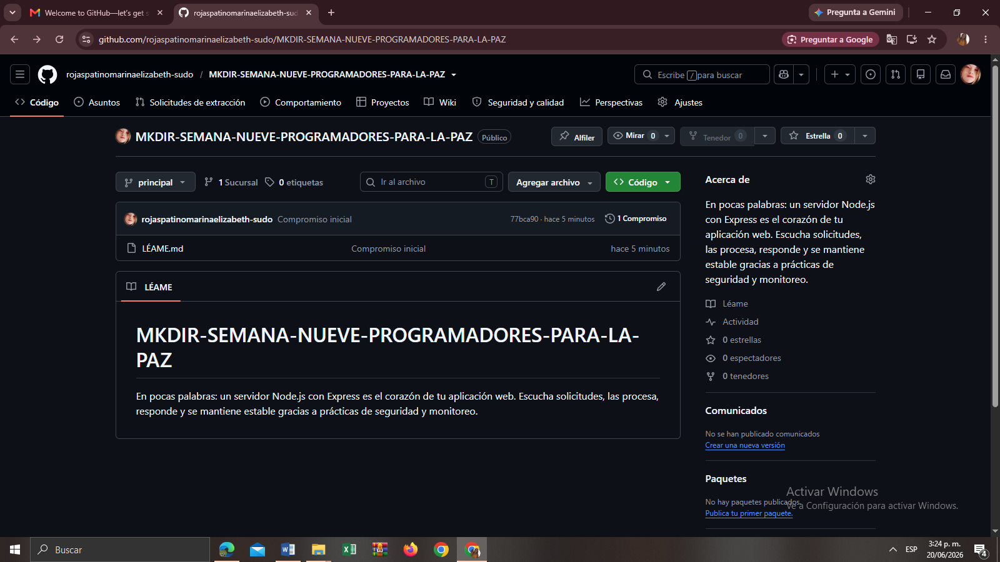 Welcome to GitHub—let's get s
rojaspatinomarinaelizabeth-sud
Pregunta a Gemini
github.com/rojaspatinomarinaelizabeth-sudo/MKDIR-SEMANA-NUEVE-PROGRAMADORES-PARA-LA-PAZ
Preguntar a Google
rojaspatinomarinaelizabeth-sudo / MKDIR-SEMANA-NUEVE-PROGRAMADORES-PARA-LA-PAZ
Escribe / para buscar
Código Asuntos Solicitudes de extracción Comportamiento Proyectos Wiki Seguridad y calidad Perspectivas Ajustes
MKDIR-SEMANA-NUEVE-PROGRAMADORES-PARA-LA-PAZ Público
Alfiler Mirar 0 Tenedor 0 Estrella 0
principal 1 Sucursal 0 etiquetas
Ir al archivo T
Agregar archivo
Código
rojaspatinomarinaelizabeth-sudo Compromiso inicial
77bca90 · hace 5 minutos 1 Compromiso
LÉAME.md Compromiso inicial hace 5 minutos
LÉAME
MKDIR-SEMANA-NUEVE-PROGRAMADORES-PARA-LA-
PAZ
En pocas palabras: un servidor Node.js con Express es el corazón de tu aplicación web. Escucha solicitudes, las procesa,
responde y se mantiene estable gracias a prácticas de seguridad y monitoreo.
Acerca de
En pocas palabras: un servidor Node.js
con Express es el corazón de tu
aplicación web. Escucha solicitudes,
las procesa, responde y se mantiene
estable gracias a prácticas de
seguridad y monitoreo.
Léame
Actividad
0 estrellas
0 espectadores
0 tenedores
Comunicados
No se han publicado comunicados
Crear una nueva versión
Paquetes
No hay paquetes publicados.
Publica tu primer paquete.
Activar Windows
Ve a Configuración para activar Windows.
Buscar
ESP
3:24 p. m.
20/06/2026
4